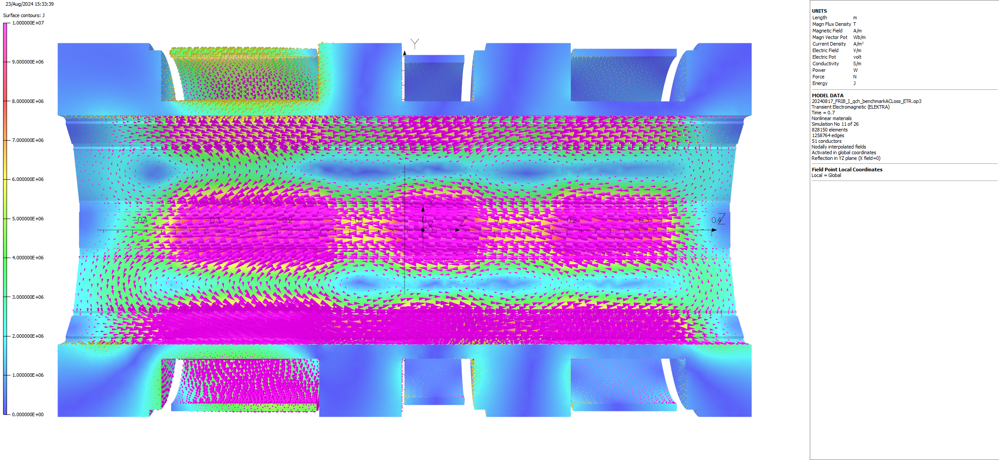 23/Aug/2024 15:33:39
Surface contours: J
1.000000E+07
9.000000E+06
8.000000E+06
7.000000E+06
6.000000E+06
5.000000E+06
4.000000E+06
3.000000E+06
2.000000E+06
1.000000E+06
0.000000E+00
Y
Y
-0.4 -0.3 -0.2 -0.1 0 Z 0.1 0.2 0.3 0.4 Z
X
UNITS
Length m
Magn Flux Density T
Magnetic Field A/m
Magn Vector Pot Wb/m
Current Density A/m²
Electric Field V/m
Electric Pot volt
Conductivity S/m
Power W
Force N
Energy J
MODEL DATA
20240817_FRIB_I_qch_benchmarkACLoss_ETR.op3
Transient Electromagnetic (ELEKTRA)
Time = 0.7
Nonlinear materials
Simulation No 11 of 26
828150 elements
1258764 edges
51 conductors
Nodally interpolated fields
Activated in global coordinates
Reflection in YZ plane (X field=0)
Field Point Local Coordinates
Local = Global